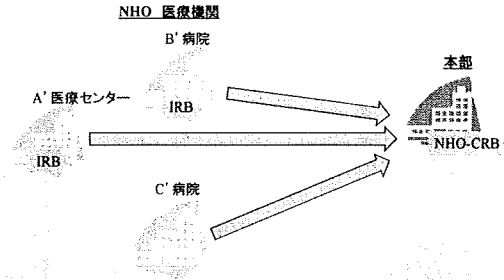 NHO 医療機関
B' 病院
IRB
A' 医療センター
IRB
C' 病院
本部
NHO-CRB